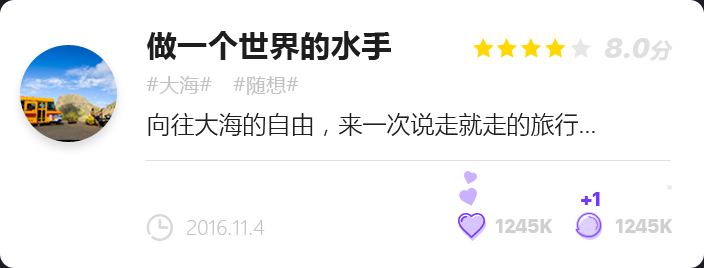 做一个世界的水手
8.0分
#大海# #随想#
向往大海的自由，来一次说走就走的旅行...
+1
2016.11.4 1245K 1245K